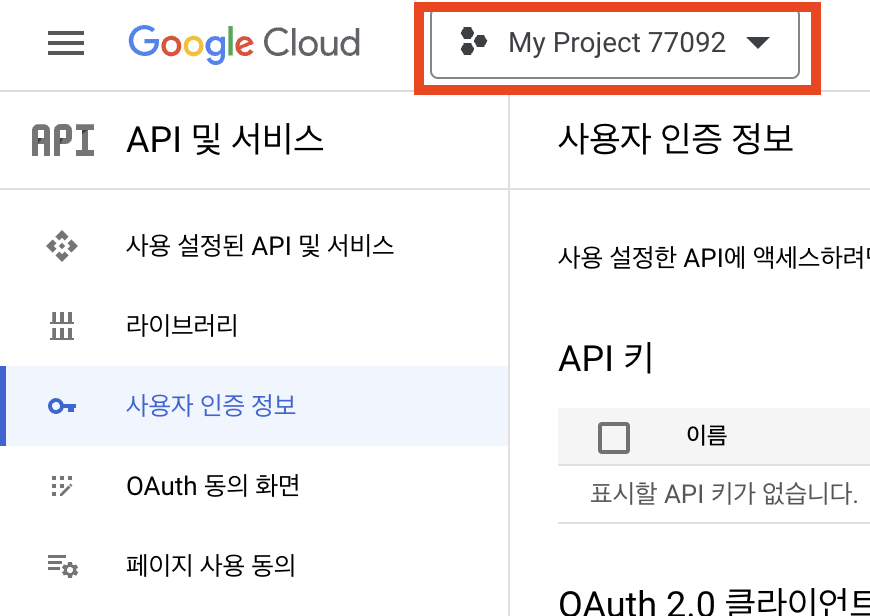 Google Cloud
My Project 77092
API
API 및 서비스
사용자 인증 정보
사용 설정된 API 및 서비스
라이브러리
사용자 인증 정보
OAuth 동의 화면
페이지 사용 동의
사용 설정한 API에 액세스하려
API 키
이름
표시할 API 키가 없습니다.
OAuth 2.0 클라이언트